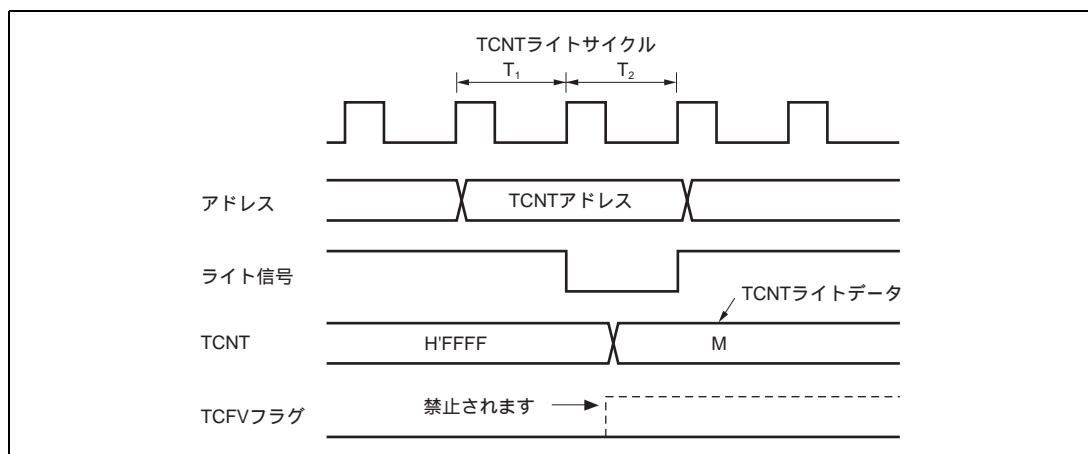 TCNTライトサイクル
T₁ T₂
アドレス TCNTアドレス
ライト信号
TCNTライトデータ
TCNT H'FFFF M
禁止されます
TCFVフラグ